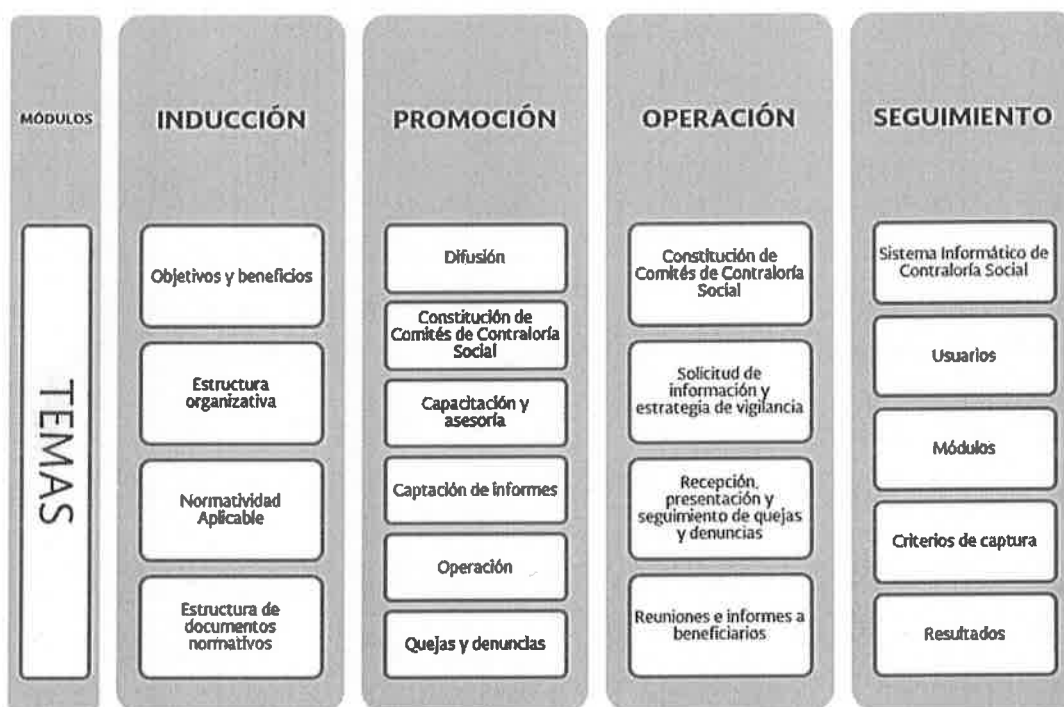 MÓDULOS
INDUCCIÓN
PROMOCIÓN
OPERACIÓN
SEGUIMIENTO
TEMAS
Objetivos y beneficios
Estructura
organizativa
Normatividad
Aplicable
Estructura de
documentos
normativos
Difusión
Constitución de
Comités de Contraloría
Social
Capacitación y
asesoría
Captación de informes
Operación
Quejas y denuncias
Constitución de
Comités de Contraloría
Social
Solicitud de
información y
estrategia de vigilancia
Recepción,
presentación y
seguimiento de quejas
y denuncias
Reuniones e informes a
beneficiarios
Sistema Informático de
Contraloría Social
Usuarios
Módulos
Criterios de captura
Resultados